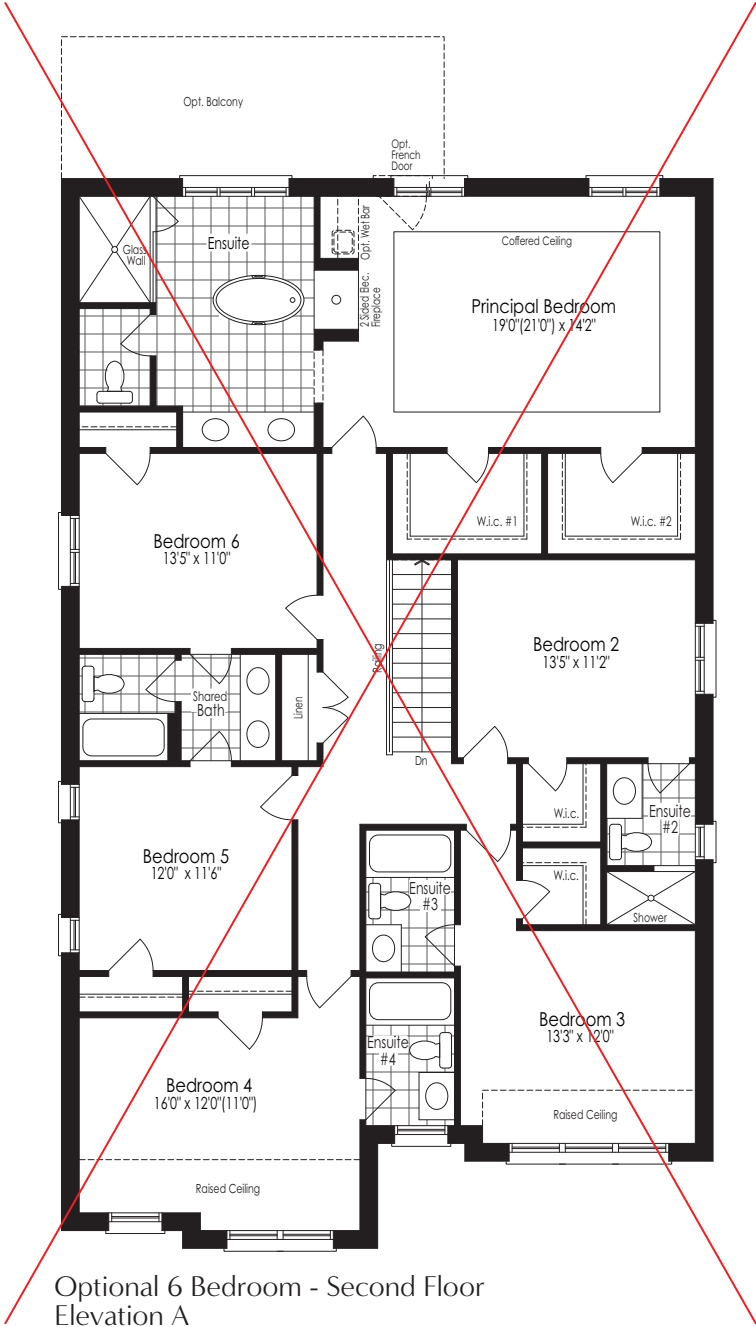 Opt. Balcony
Opt.
French
Door
Ensuite
Glass
Wall
Opt. Wet Bar
2 Sided Elec.
Fireplace
Coffered Ceiling
Principal Bedroom
19'0"(21'0") x 14'2"
W.i.c. #1
W.i.c. #2
Bedroom 6
13'5" x 11'0"
Bedroom 2
13'5" x 11'2"
Railing
Shared
Bath
Linen
Dn
W.i.c.
Ensuite
#2
Bedroom 5
12'0" x 11'6"
W.i.c.
Ensuite
#3
Shower
Bedroom 3
13'3" x 12'0"
Ensuite
#4
Bedroom 4
16'0" x 12'0"(11'0")
Raised Ceiling
Raised Ceiling
Optional 6 Bedroom - Second Floor
Elevation A